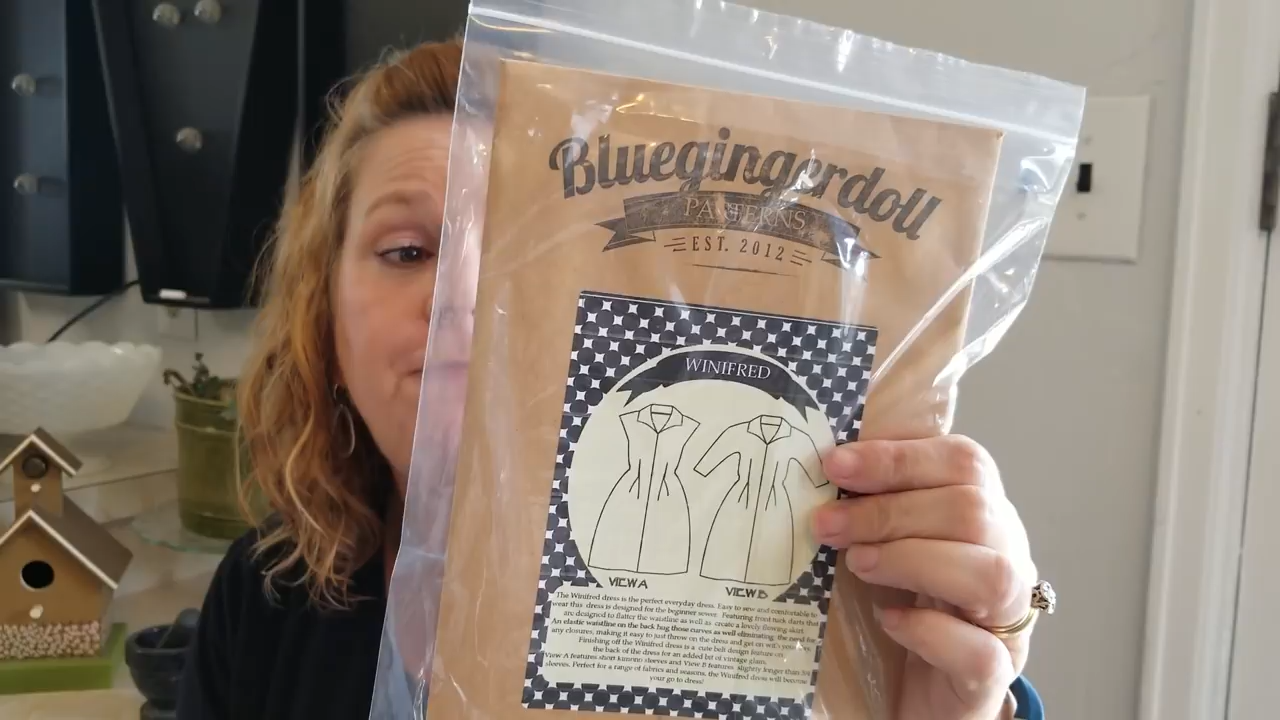 Bluegingerdoll
PATTERNS
EST. 2012
WINIFRED
VIEW A
VIEW B
The Winifred dress is the perfect everyday dress. Easy to sew and comfortable to
wear this dress is designed for the beginner sewer. Featuring front tuck darts that
are designed to flatter the waistline as well as create a lovely flowing skirt.
An elastic waistline on the back hug those curves as well eliminating the need for
any closures, making it easy to just throw on the dress and get on with your
Finishing off the Winifred dress is a cute belt design feature on
the back of the dress for an added bit of vintage glam.
View A features short kimono sleeves and View B features slightly longer than 3/4
sleeves. Perfect for a range of fabrics and seasons, the Winifred dress will become
your go to dress!